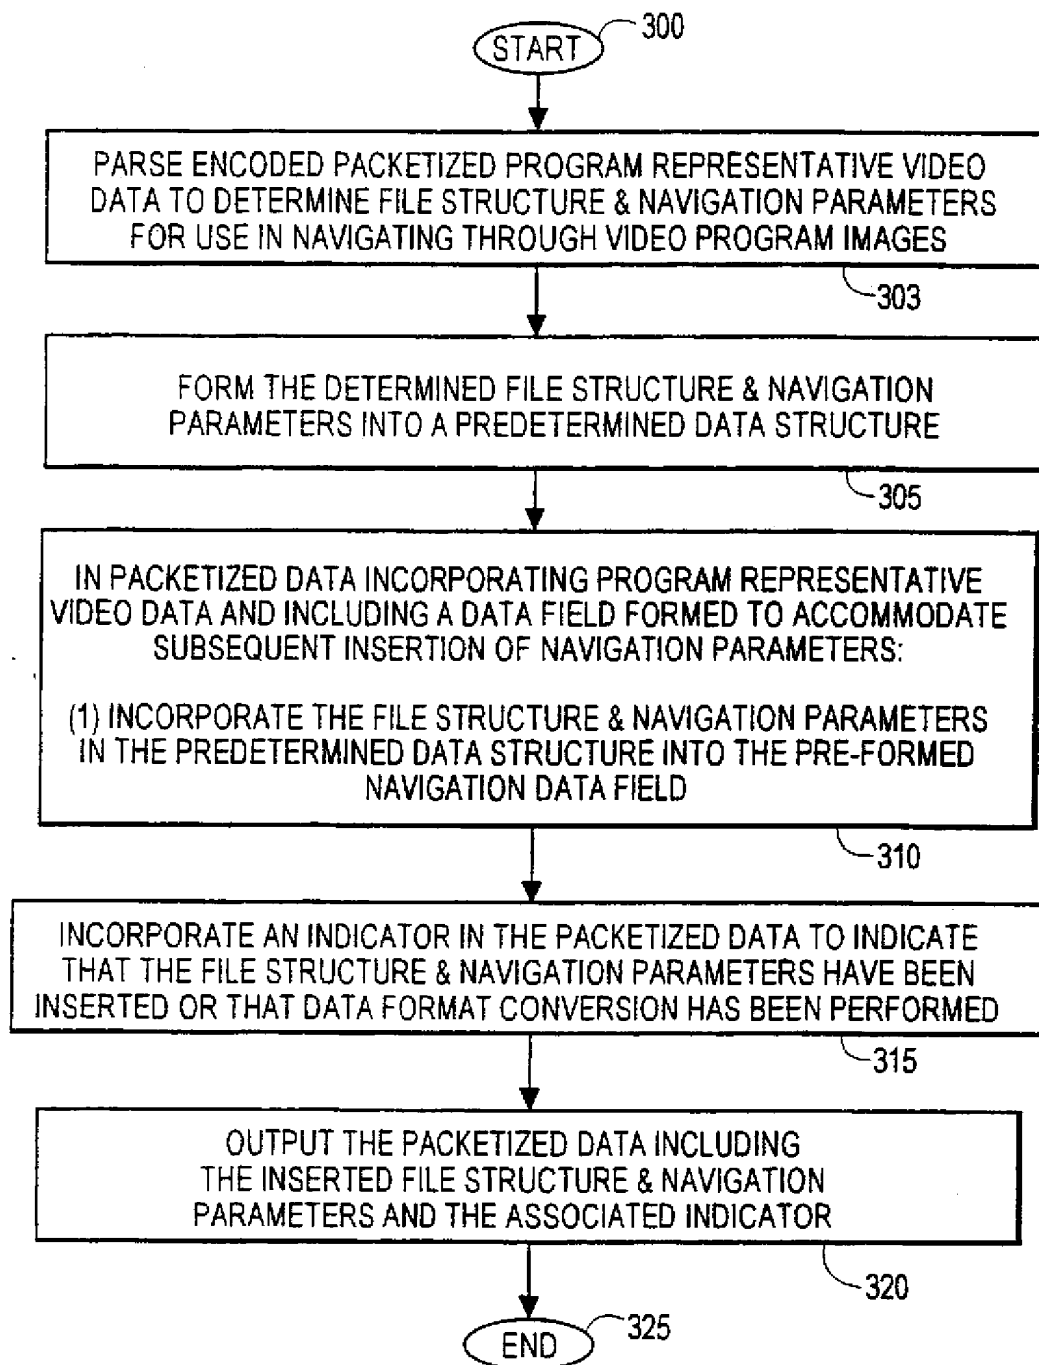 START
300
PARSE ENCODED PACKETIZED PROGRAM REPRESENTATIVE VIDEO
DATA TO DETERMINE FILE STRUCTURE & NAVIGATION PARAMETERS
FOR USE IN NAVIGATING THROUGH VIDEO PROGRAM IMAGES
303
FORM THE DETERMINED FILE STRUCTURE & NAVIGATION
PARAMETERS INTO A PREDETERMINED DATA STRUCTURE
305
IN PACKETIZED DATA INCORPORATING PROGRAM REPRESENTATIVE
VIDEO DATA AND INCLUDING A DATA FIELD FORMED TO ACCOMMODATE
SUBSEQUENT INSERTION OF NAVIGATION PARAMETERS:
(1) INCORPORATE THE FILE STRUCTURE & NAVIGATION PARAMETERS
IN THE PREDETERMINED DATA STRUCTURE INTO THE PRE-FORMED
NAVIGATION DATA FIELD
310
INCORPORATE AN INDICATOR IN THE PACKETIZED DATA TO INDICATE
THAT THE FILE STRUCTURE & NAVIGATION PARAMETERS HAVE BEEN
INSERTED OR THAT DATA FORMAT CONVERSION HAS BEEN PERFORMED
315
OUTPUT THE PACKETIZED DATA INCLUDING
THE INSERTED FILE STRUCTURE & NAVIGATION
PARAMETERS AND THE ASSOCIATED INDICATOR
320
END
325